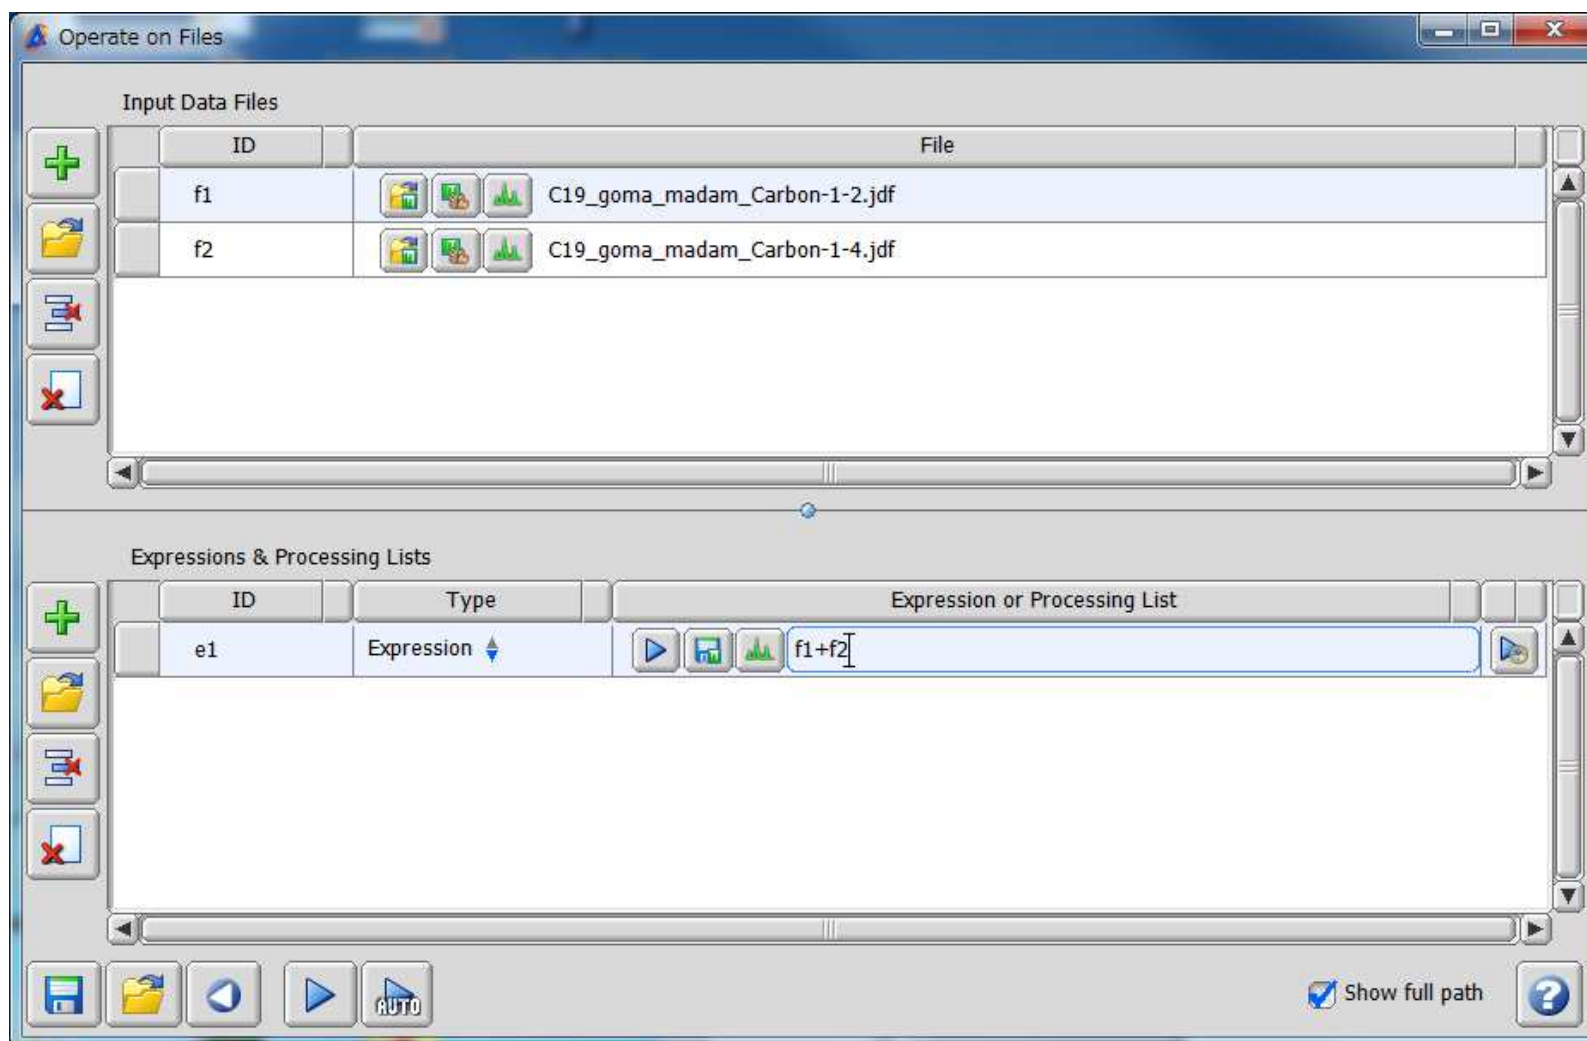 Operate on Files
Input Data Files
ID File
f1 C19_goma_madam_Carbon-1-2.jdf
f2 C19_goma_madam_Carbon-1-4.jdf
Expressions & Processing Lists
ID Type Expression or Processing List
e1 Expression f1+f2
AUTO Show full path